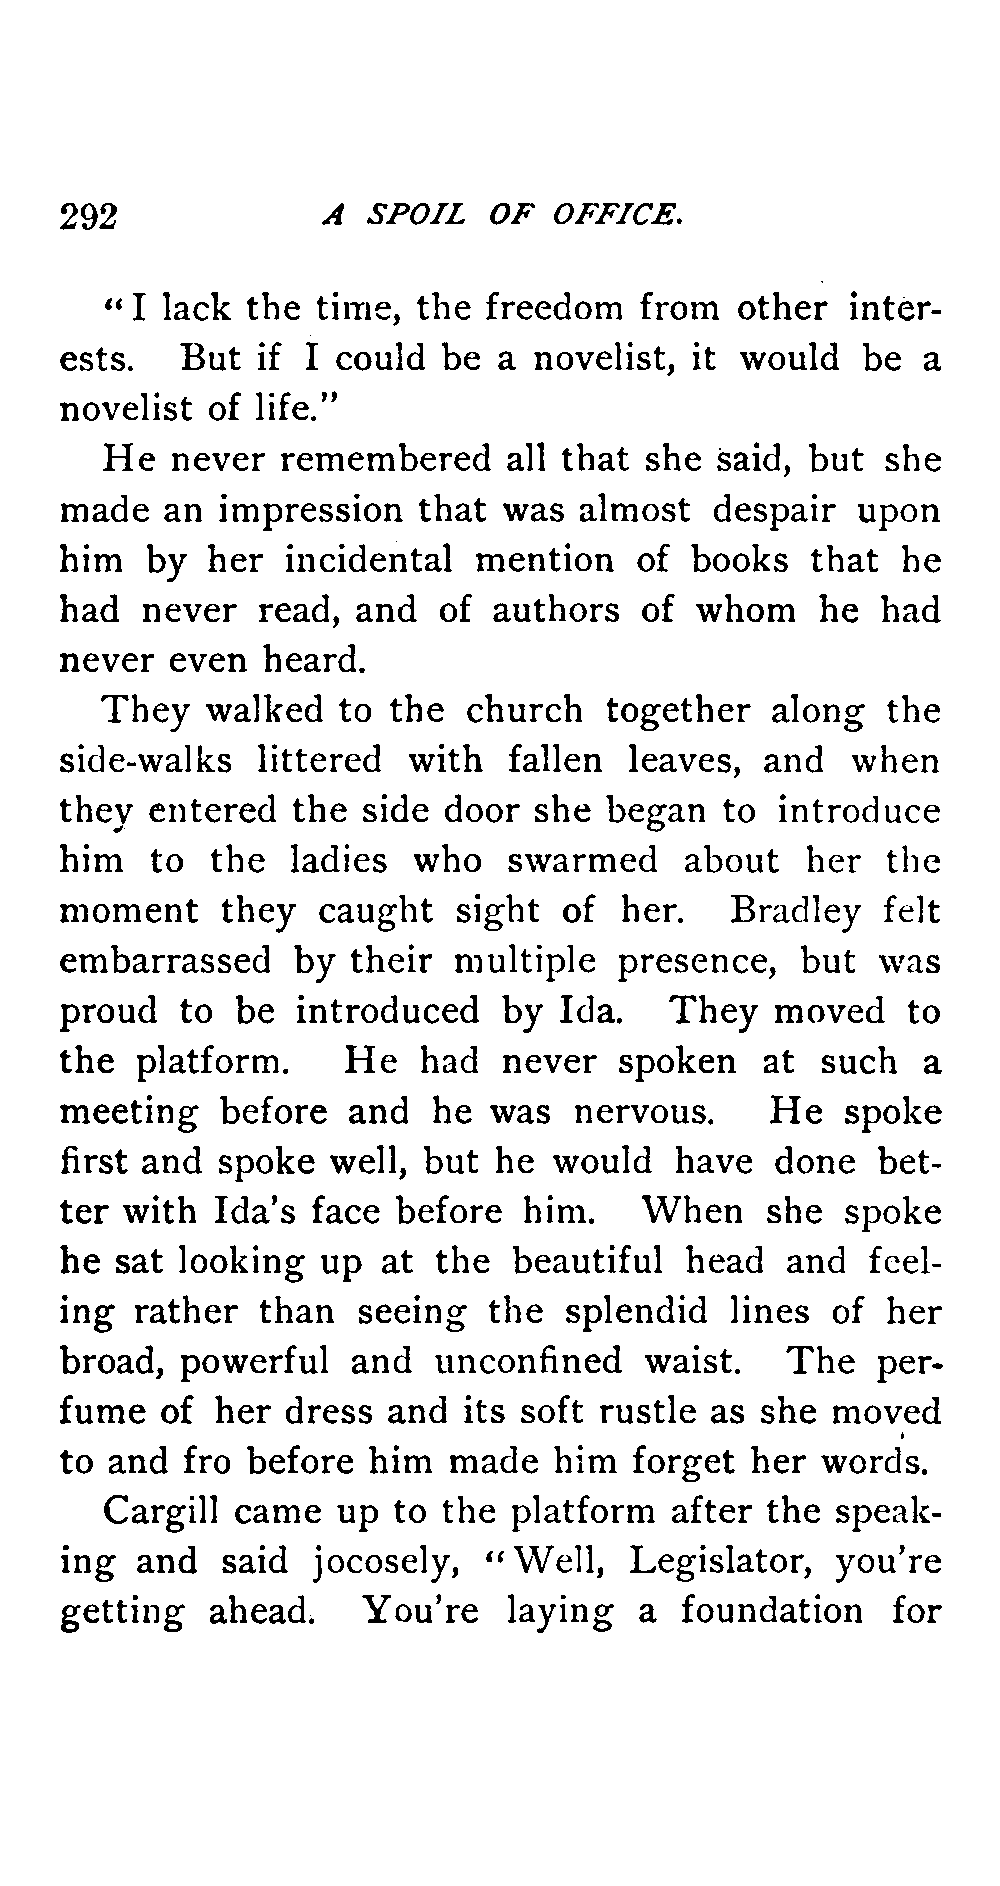 292 A SPOIL OF OFFICE.
“I lack the time, the freedom from other inter-
ests. But if I could be a novelist, it would be a
novelist of life.”
He never remembered all that she said, but she
made an impression that was almost despair upon
him by her incidental mention of books that he
had never read, and of authors of whom he had
never even heard.
They walked to the church together along the
side-walks littered with fallen leaves, and when
they entered the side door she began to introduce
him to the ladies who swarmed about her the
moment they caught sight of her. Bradley felt
embarrassed by their multiple presence, but was
proud to be introduced by Ida. They moved to
the platform. He had never spoken at such a
meeting before and he was nervous. He spoke
first and spoke well, but he would have done bet-
ter with Ida's face before him. When she spoke
he sat looking up at the beautiful head and feel-
ing rather than seeing the splendid lines of her
broad, powerful and unconfined waist. The per-
fume of her dress and its soft rustle as she moved
to and fro before him made him forget her words.
Cargill came up to the platform after the speak-
ing and said jocosely, “Well, Legislator, you're
getting ahead. You're laying a foundation for